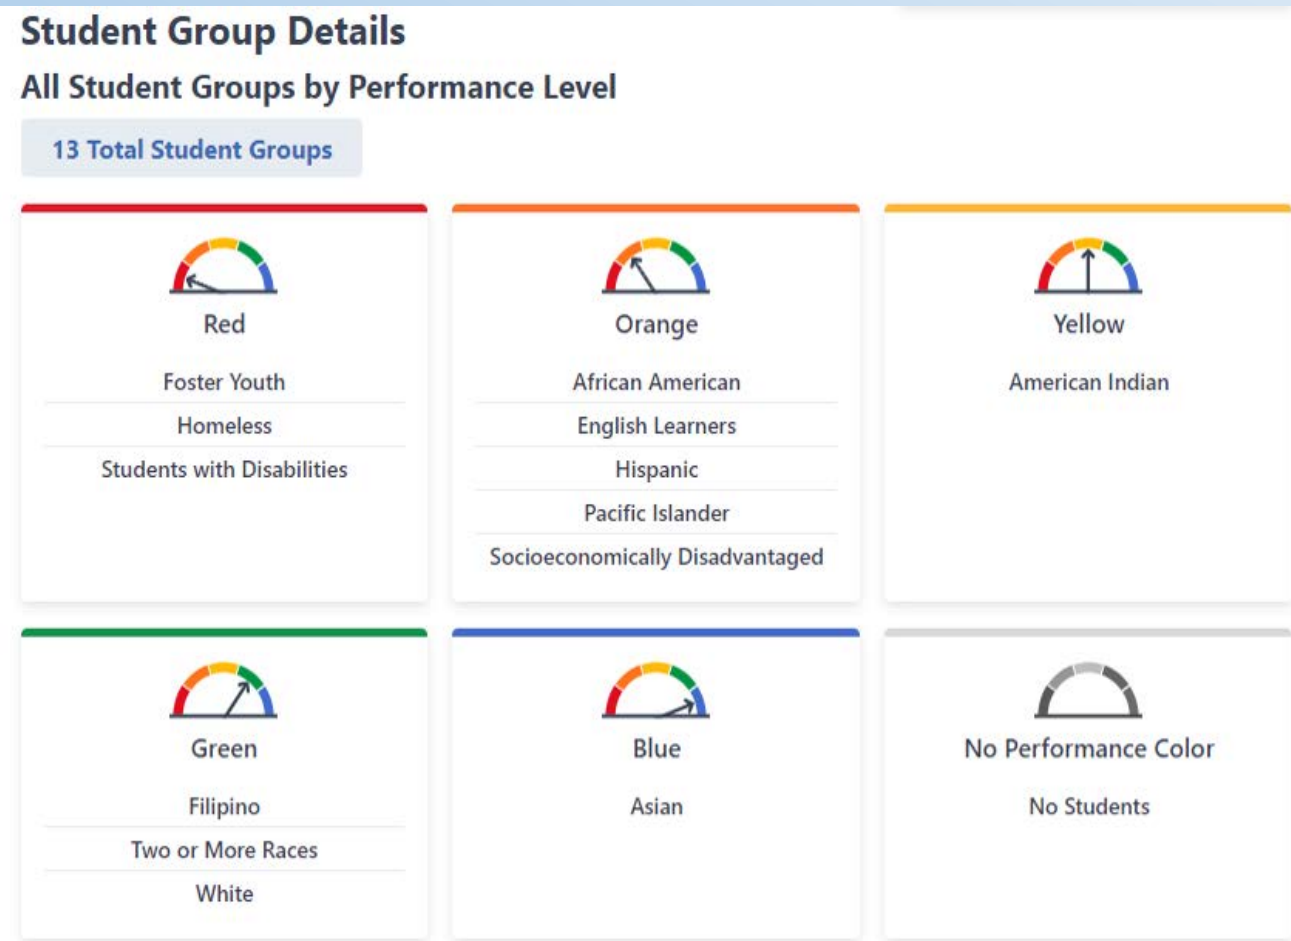 Student Group Details
All Student Groups by Performance Level
13 Total Student Groups
Red
Foster Youth
Homeless
Students with Disabilities
Orange
African American
English Learners
Hispanic
Pacific Islander
Socioeconomically Disadvantaged
Yellow
American Indian
Green
Filipino
Two or More Races
White
Blue
Asian
No Performance Color
No Students